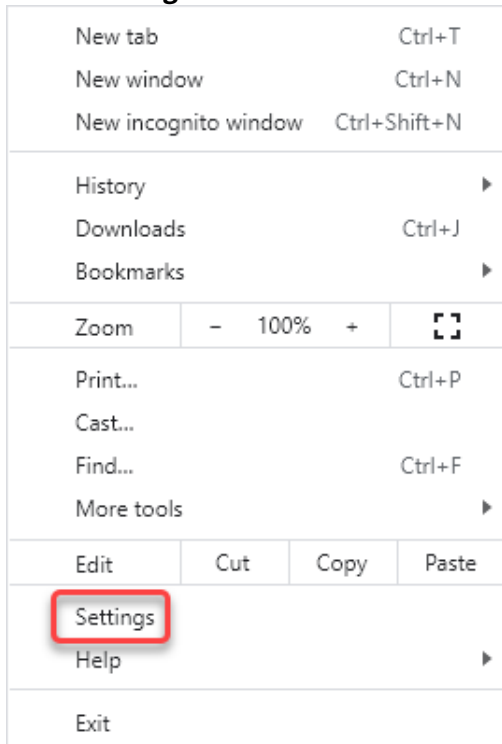 New tab Ctrl+T
New window Ctrl+N
New incognito window Ctrl+Shift+N
History
Downloads Ctrl+J
Bookmarks
Zoom - 100% +
Print... Ctrl+P
Cast...
Find... Ctrl+F
More tools
Edit Cut Copy Paste
Settings
Help
Exit